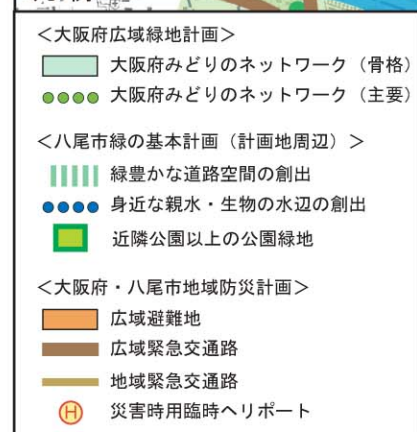 ＜大阪府広域緑地計画＞
大阪府みどりのネットワーク（骨格）
大阪府みどりのネットワーク（主要）
＜八尾市緑の基本計画（計画地周辺）＞
緑豊かな道路空間の創出
身近な親水・生物の水辺の創出
近隣公園以上の公園緑地
＜大阪府・八尾市地域防災計画＞
広域避難地
広域緊急交通路
地域緊急交通路
H 災害時用臨時ヘリポート